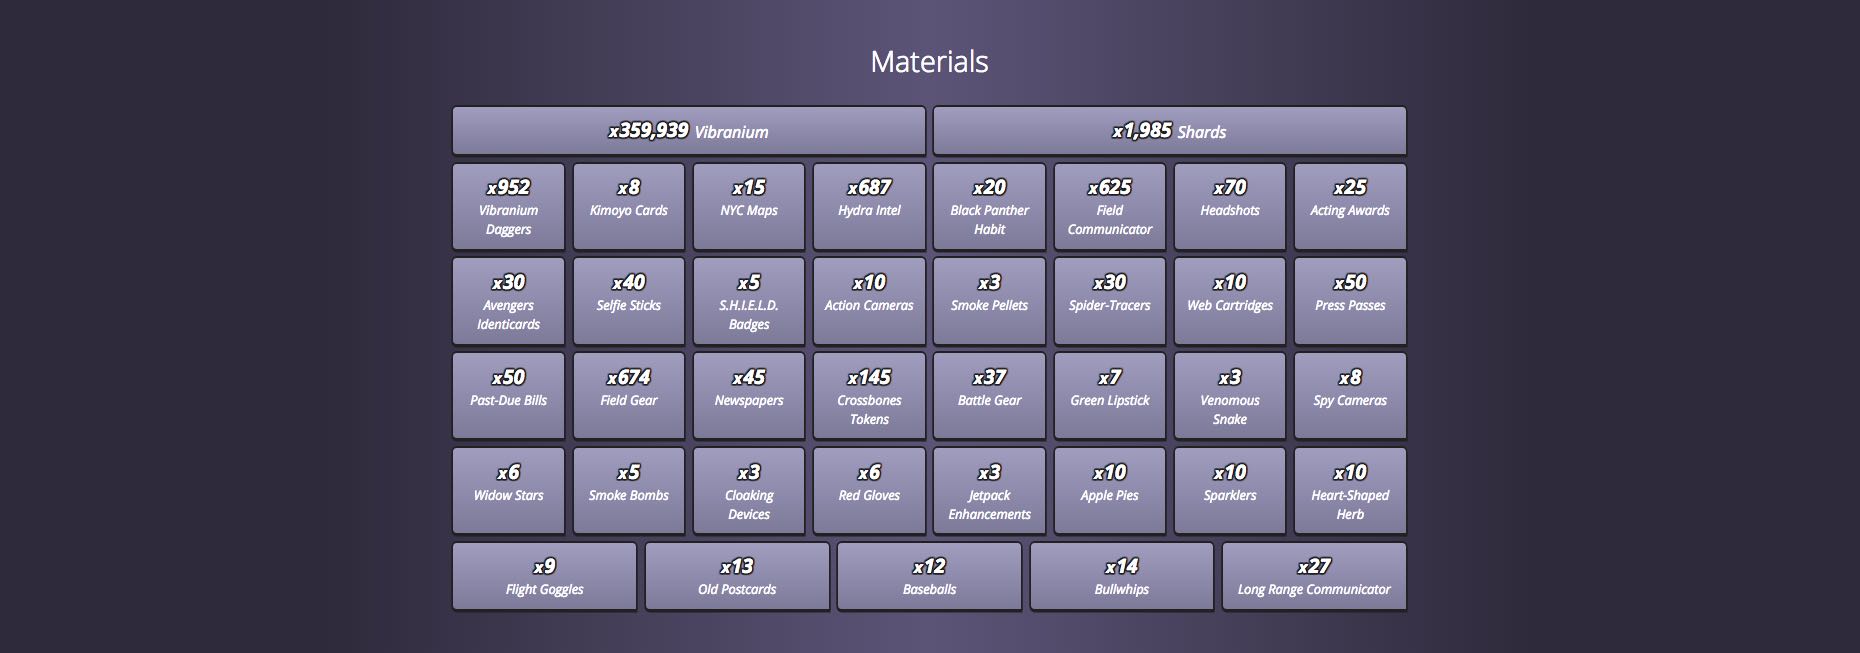 Materials
x359,939 Vibranium
x1,985 Shards
x952
Vibranium
Daggers
x8
Kimoyo Cards
x15
NYC Maps
x687
Hydra Intel
x20
Black Panther
Habit
x625
Field
Communicator
x70
Headshots
x25
Acting Awards
x30
Avengers
Identicards
x40
Selfie Sticks
x5
S.H.I.E.L.D.
Badges
x10
Action Cameras
x3
Smoke Pellets
x30
Spider-Tracers
x10
Web Cartridges
x50
Press Passes
x50
Past-Due Bills
x674
Field Gear
x45
Newspapers
x145
Crossbones
Tokens
x37
Battle Gear
x7
Green Lipstick
x3
Venomous
Snake
x8
Spy Cameras
x6
Widow Stars
x5
Smoke Bombs
x3
Cloaking
Devices
x6
Red Gloves
x3
Jetpack
Enhancements
x10
Apple Pies
x10
Sparklers
x10
Heart-Shaped
Herb
x9
Flight Goggles
x13
Old Postcards
x12
Baseballs
x14
Bullwhips
x27
Long Range Communicator